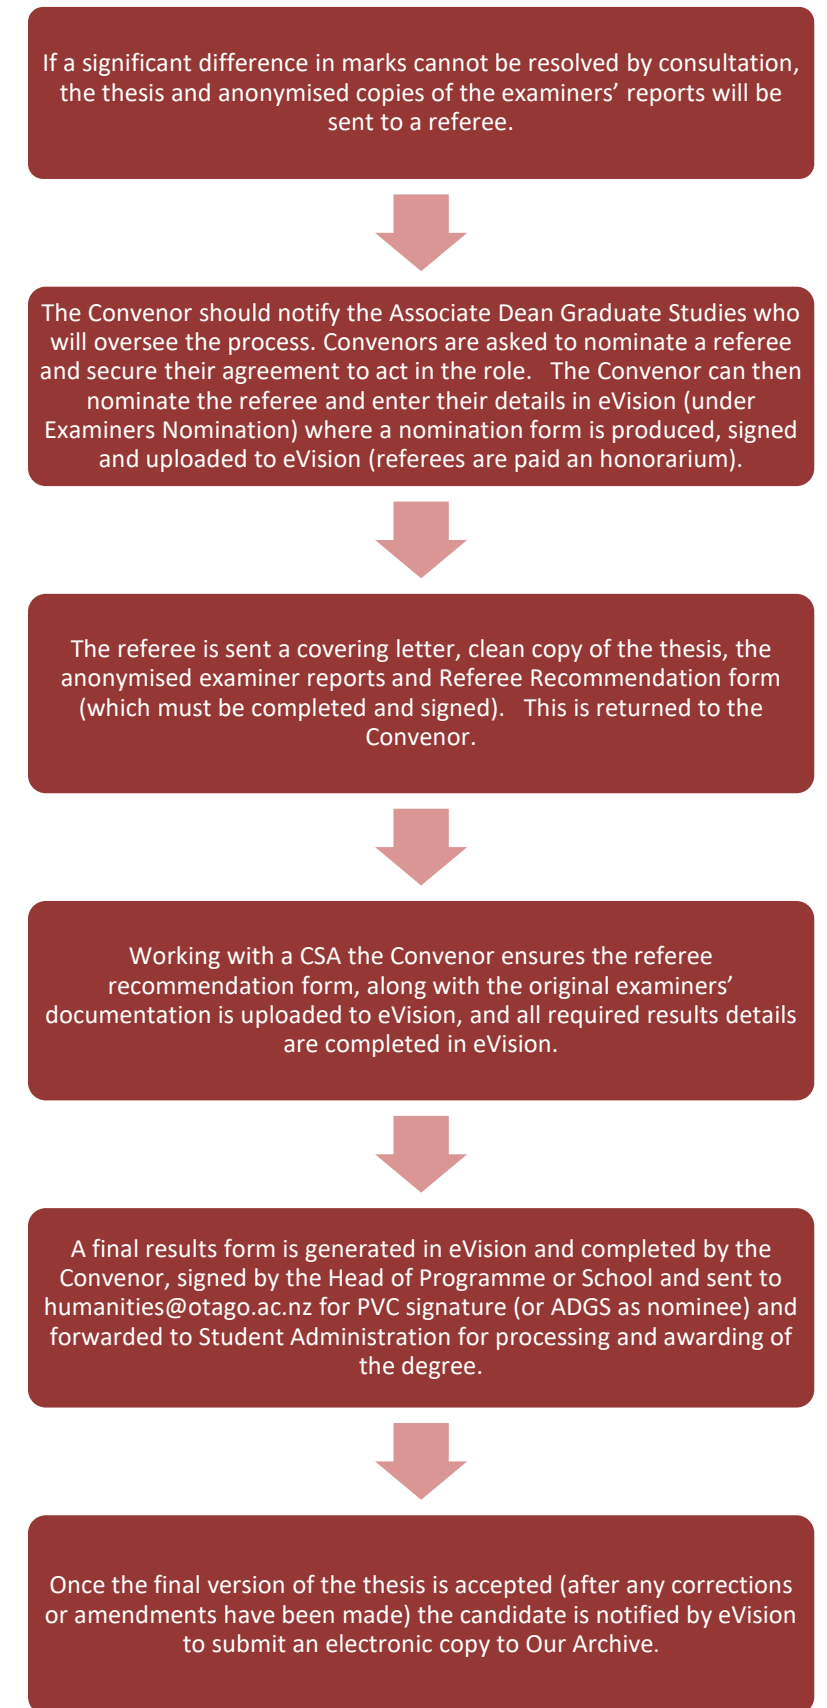 If a significant difference in marks cannot be resolved by consultation,
the thesis and anonymised copies of the examiners’ reports will be
sent to a referee.
The Convenor should notify the Associate Dean Graduate Studies who
will oversee the process. Convenors are asked to nominate a referee
and secure their agreement to act in the role.   The Convenor can then
nominate the referee and enter their details in eVision (under
Examiners Nomination) where a nomination form is produced, signed
and uploaded to eVision (referees are paid an honorarium).
The referee is sent a covering letter, clean copy of the thesis, the
anonymised examiner reports and Referee Recommendation form
(which must be completed and signed).   This is returned to the
Convenor.
Working with a CSA the Convenor ensures the referee
recommendation form, along with the original examiners’
documentation is uploaded to eVision, and all required results details
are completed in eVision.
A final results form is generated in eVision and completed by the
Convenor, signed by the Head of Programme or School and sent to
humanities@otago.ac.nz for PVC signature (or ADGS as nominee) and
forwarded to Student Administration for processing and awarding of
the degree.
Once the final version of the thesis is accepted (after any corrections
or amendments have been made) the candidate is notified by eVision
to submit an electronic copy to Our Archive.